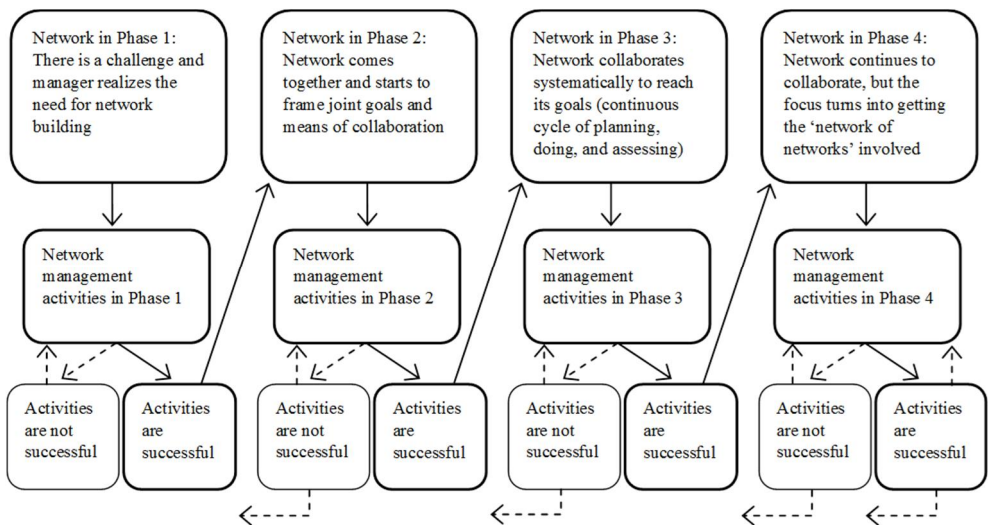 Network in Phase 1:
There is a challenge and
manager realizes the
need for network
building
Network in Phase 2:
Network comes
together and starts to
frame joint goals and
means of collaboration
Network in Phase 3:
Network collaborates
systematically to reach
its goals (continuous
cycle of planning,
doing, and assessing)
Network in Phase 4:
Network continues to
collaborate, but the
focus turns into getting
the ‘network of
networks’ involved
Network
management
activities in Phase 1
Network
management
activities in Phase 2
Network
management
activities in Phase 3
Network
management
activities in Phase 4
Activities
are not
successful
Activities
are
successful
Activities
are not
successful
Activities
are
successful
Activities
are not
successful
Activities
are
successful
Activities
are not
successful
Activities
are
successful